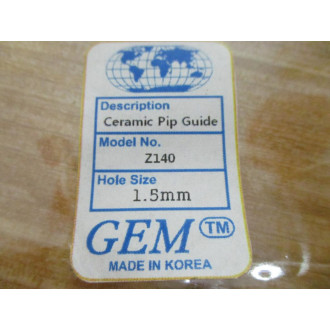 Description
Ceramic Pip Guide
Model No.
Z140
Hole Size
1.5mm
GEM TM
MADE IN KOREA